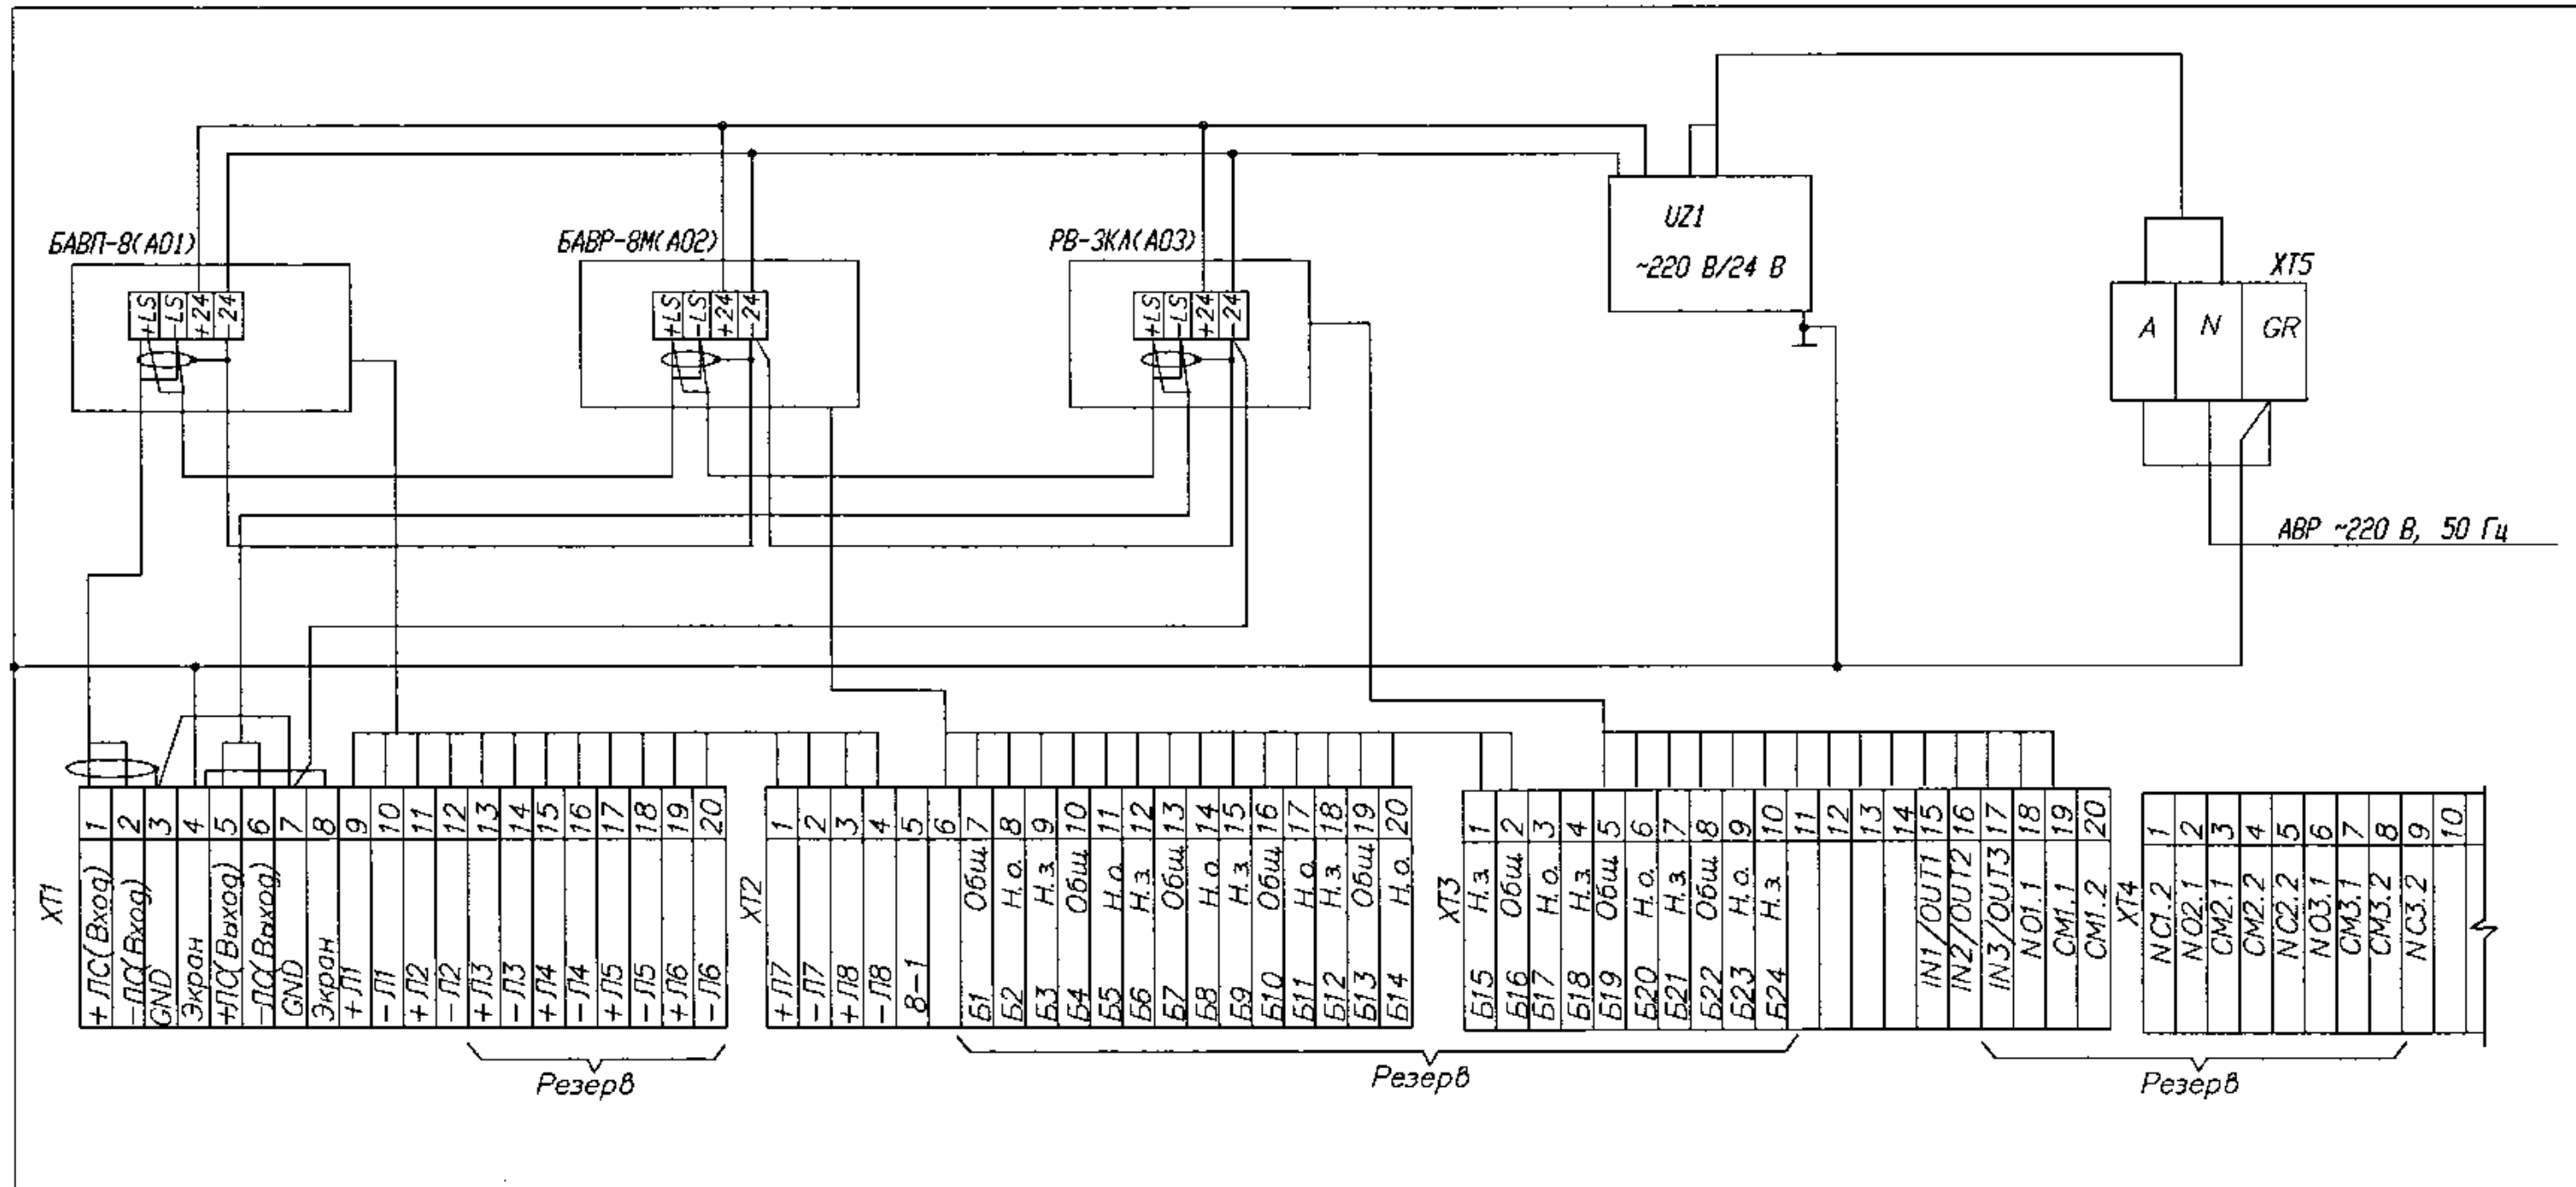 БАВП-8(А01)
БАВР-8М(А02)
РВ-3КЛ(А03)
UZ1
~220 В/24 В
XT5
+LS
-LS
+24
-24
+LS
-LS
+24
-24
+LS
-LS
+24
-24
A N GR
АВР ~220 В, 50 Гц
XT1
1 +ЛС(Вход)
2 -ЛС(Вход)
3 GND
4 Экран
5 +ЛС(Выход)
6 -ЛС(Выход)
7 GND
8 Экран
9 +Л1
10 -Л1
11 +Л2
12 -Л2
13 +Л3
14 -Л3
15 +Л4
16 -Л4
17 +Л5
18 -Л5
19 +Л6
20 -Л6
Резерв
XT2
1 +Л7
2 -Л7
3 +Л8
4 -Л8
5 8-1
6
7 Б1 Общ
8 Б2 Н.о.
9 Б3 Н.з.
10 Б4 Общ
11 Б5 Н.о.
12 Б6 Н.з.
13 Б7 Общ
14 Б8 Н.о.
15 Б9 Н.з.
16 Б10 Общ
17 Б11 Н.о.
18 Б12 Н.з.
19 Б13 Общ
20 Б14 Н.о.
Резерв
XT3
1 Б15 Н.з.
2 Б16 Общ
3 Б17 Н.о.
4 Б18 Н.з.
5 Б19 Общ
6 Б20 Н.о.
7 Б21 Н.з.
8 Б22 Общ
9 Б23 Н.о.
10 Б24 Н.з.
11
12
13
14
15 IN1/OUT1
16 IN2/OUT2
17 IN3/OUT3
18 NO1.1
19 CM1.1
20 CM1.2
XT4
1 NC1.2
2 NO2.1
3 CM2.1
4 CM2.2
5 NC2.2
6 NO3.1
7 CM3.1
8 CM3.2
9 NC3.2
10
Резерв